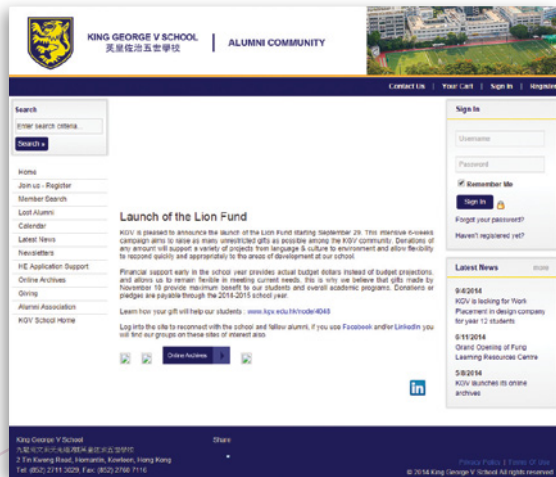 KING GEORGE V SCHOOL
英皇佐治五世學校
ALUMNI COMMUNITY
Contact Us | Your Cart | Sign In | Register
Search
Enter search criteria...
Search »
Home
Join us - Register
Member Search
Lost Alumni
Calendar
Latest News
Newsletters
HE Application Support
Online Archives
Giving
Alumni Association
KGV School Home
Launch of the Lion Fund
KGV is pleased to announce the launch of the Lion Fund starting September 29. This intensive 6-weeks
campaign aims to raise as many unrestricted gifts as possible among the KGV community. Donations of
any amount will support a variety of projects from language & culture to environment and allow flexibility
to respond quickly and appropriately to the areas of development at our school.
Financial support early in the school year provides actual budget dollars instead of budget projections,
and allows us to remain flexible in meeting current needs, this is why we believe that gifts made by
November 10 provide maximum benefit to our students and overall academic programs. Donations or
pledges are payable through the 2014-2015 school year.
Learn how your gift will help our students : www.kgv.edu.hk/node/4048
Log into the site to reconnect with the school and fellow alumni, if you use Facebook and/or LinkedIn you
will find our groups on these sites of interest also.
Online Archives
in
Sign In
Username
Password
Remember Me
Sign In
Forgot your password?
Haven't registered yet?
Latest News
more
9/4/2014
KGV is looking for Work
Placement in design company
for year 12 students
6/11/2014
Grand Opening of Fung
Learning Resources Centre
5/8/2014
KGV launches its online
archives
King George V School
2 Tin Kwong Road, Homantin, Kowloon, Hong Kong
Tel: (852) 2711 3029, Fax: (852) 2760 7116
Share
Privacy Policy | Terms Of Use
© 2014 King George V School All rights reserved